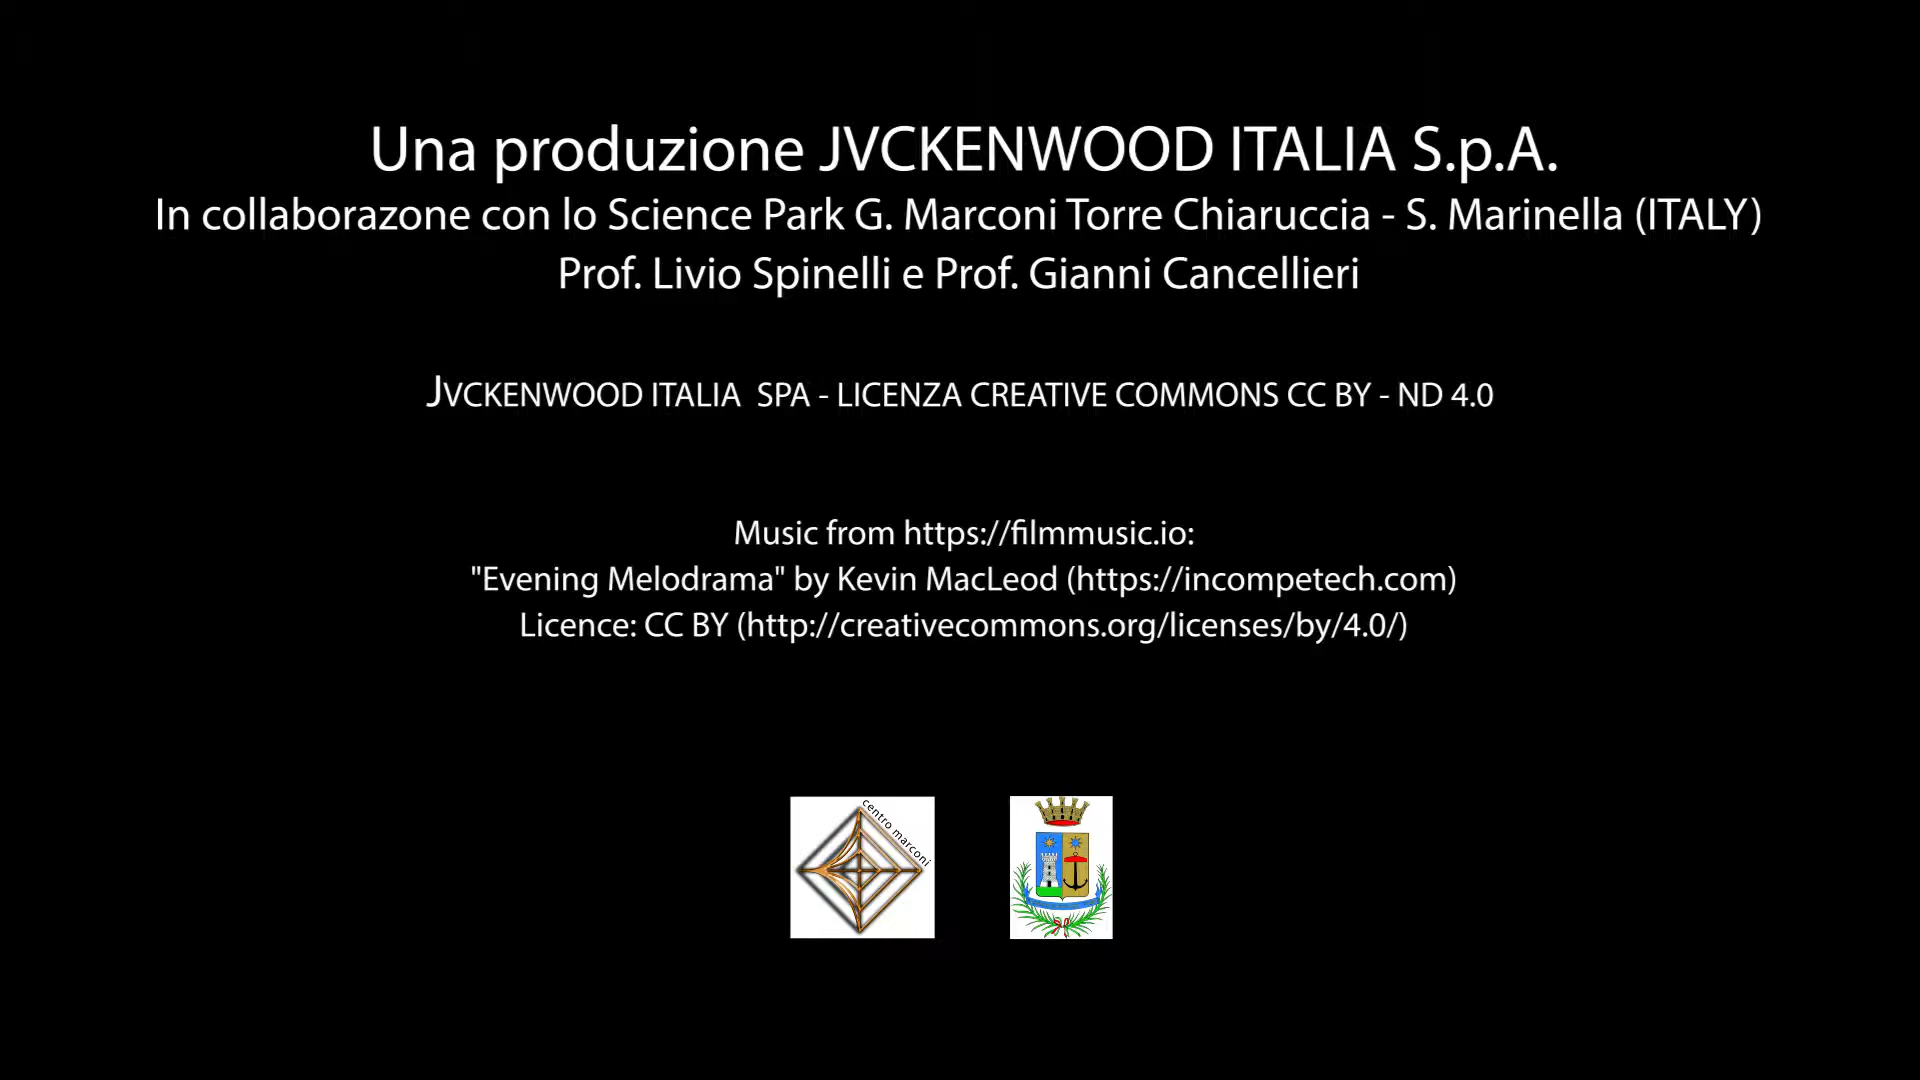 Una produzione JVCKENWOOD ITALIA S.p.A.
In collaborazone con lo Science Park G. Marconi Torre Chiaruccia - S. Marinella (ITALY)
Prof. Livio Spinelli e Prof. Gianni Cancellieri
JVCKENWOOD ITALIA  SPA - LICENZA CREATIVE COMMONS CC BY - ND 4.0
Music from https://filmmusic.io:
"Evening Melodrama" by Kevin MacLeod (https://incompetech.com)
Licence: CC BY (http://creativecommons.org/licenses/by/4.0/)
centro marconi